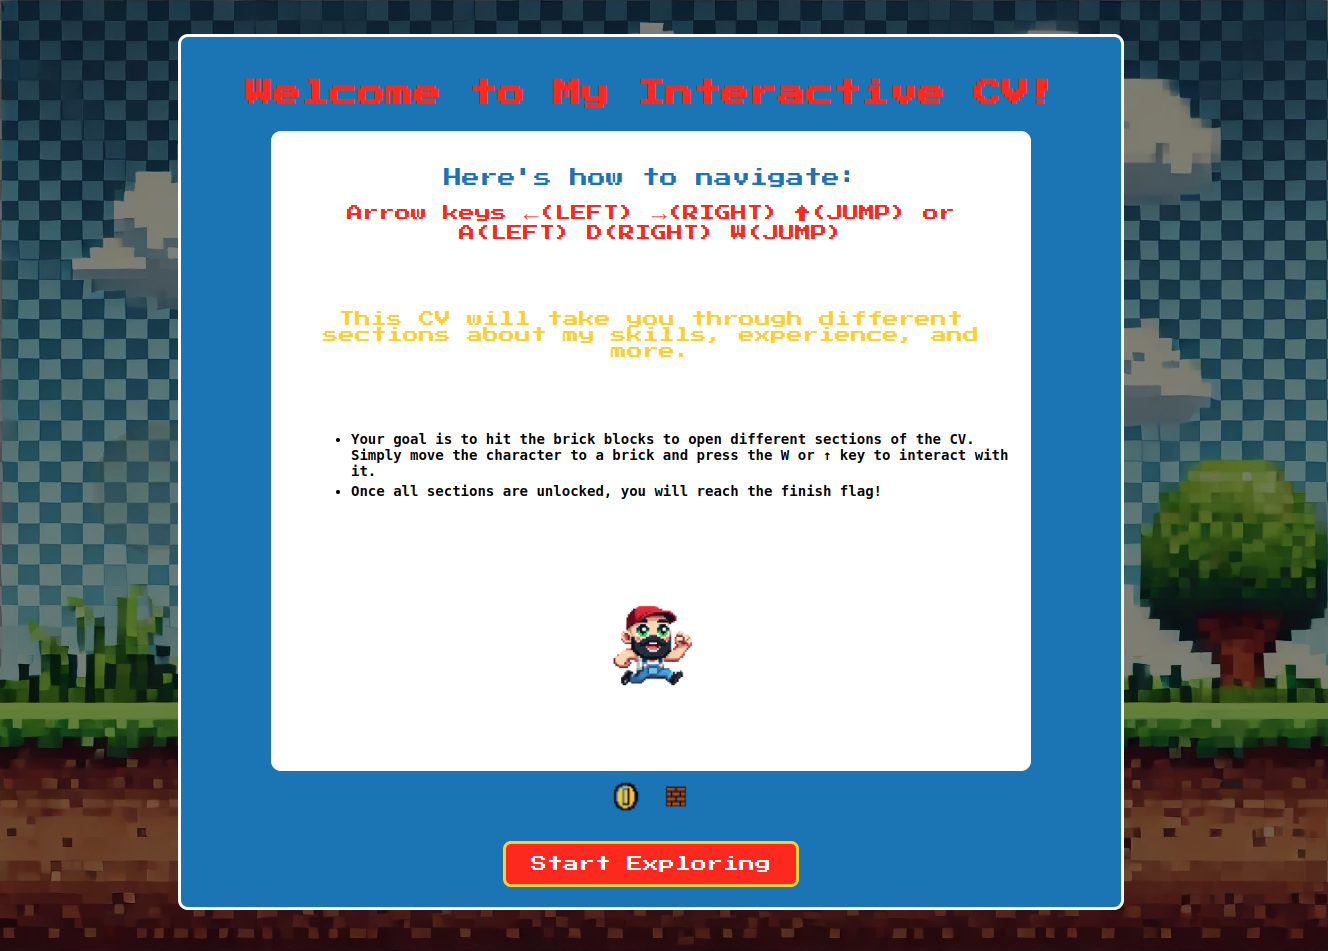 Welcome to My Interactive CV!
Here's how to navigate:
Arrow keys ←(LEFT) →(RIGHT) ↑(JUMP) or
A(LEFT) D(RIGHT) W(JUMP)
This CV will take you through different
sections about my skills, experience, and
more.
• Your goal is to hit the brick blocks to open different sections of the CV.
Simply move the character to a brick and press the W or ↑ key to interact with
it.
• Once all sections are unlocked, you will reach the finish flag!
Start Exploring